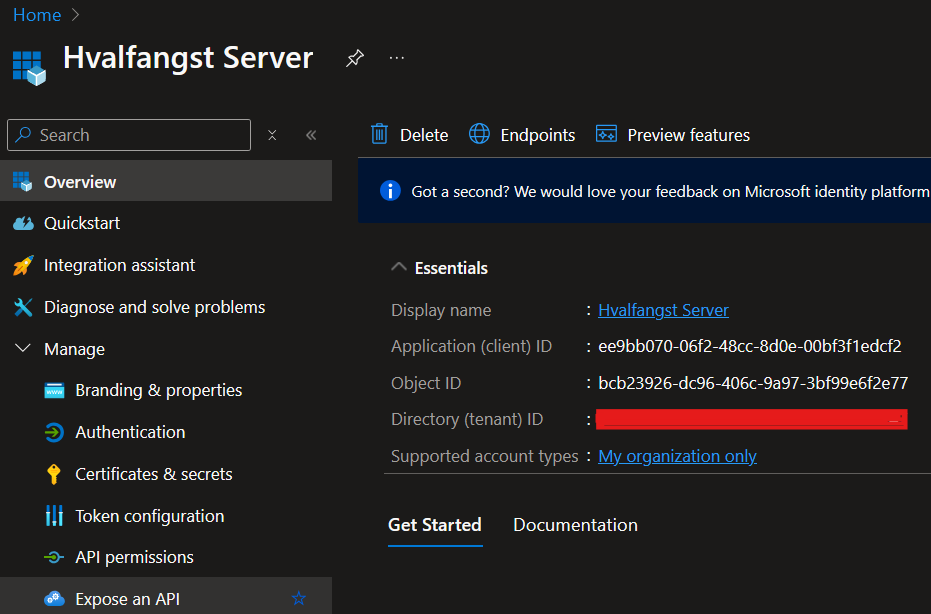 Home
Hvalfangst Server
Search
Delete
Endpoints
Preview features
Overview
Got a second? We would love your feedback on Microsoft identity platform
Quickstart
Integration assistant
Essentials
Diagnose and solve problems
Display name : Hvalfangst Server
Manage
Application (client) ID : ee9bb070-06f2-48cc-8d0e-00bf3f1edcf2
Branding & properties
Object ID : bcb23926-dc96-406c-9a97-3bf99e6f2e77
Authentication
Directory (tenant) ID :
Certificates & secrets
Supported account types : My organization only
Token configuration
Get Started
Documentation
API permissions
Expose an API